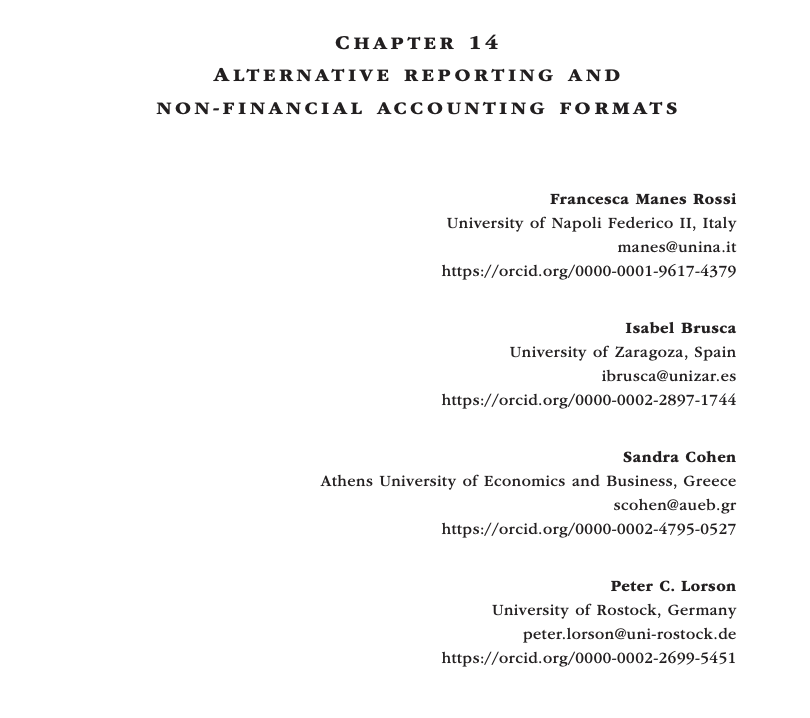 Chapter 14
Alternative reporting and
non-financial accounting formats
Francesca Manes Rossi
University of Napoli Federico II, Italy
manes@unina.it
https://orcid.org/0000-0001-9617-4379
Isabel Brusca
University of Zaragoza, Spain
ibrusca@unizar.es
https://orcid.org/0000-0002-2897-1744
Sandra Cohen
Athens University of Economics and Business, Greece
scohen@aueb.gr
https://orcid.org/0000-0002-4795-0527
Peter C. Lorson
University of Rostock, Germany
peter.lorson@uni-rostock.de
https://orcid.org/0000-0002-2699-5451